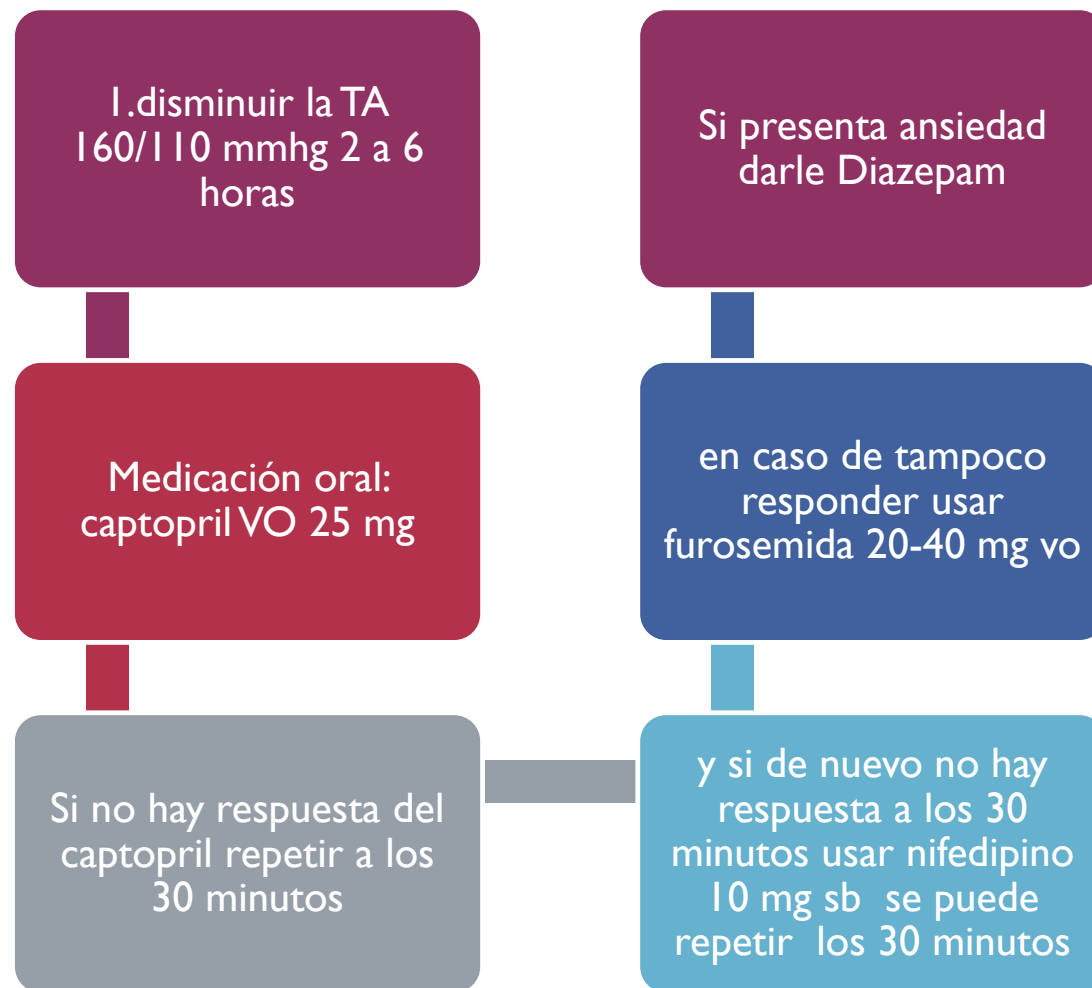 1.disminuir la TA
160/110 mmhg 2 a 6
horas
Medicación oral:
captopril VO 25 mg
Si no hay respuesta del
captopril repetir a los
30 minutos
y si de nuevo no hay
respuesta a los 30
minutos usar nifedipino
10 mg sb se puede
repetir los 30 minutos
en caso de tampoco
responder usar
furosemida 20-40 mg vo
Si presenta ansiedad
darle Diazepam